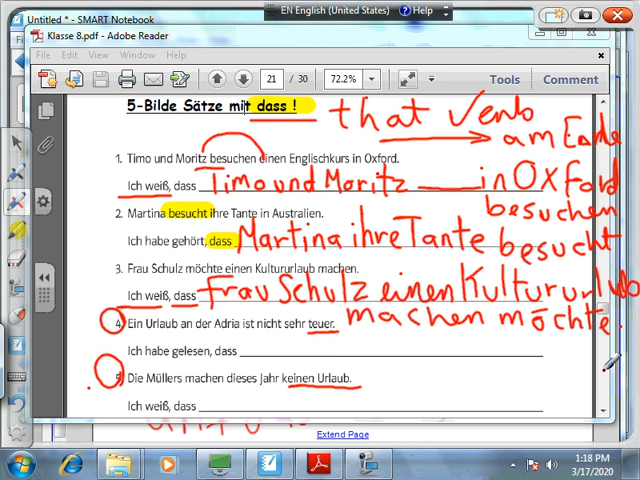 Untitled * - SMART Notebook
EN English (United States) Help
Klasse 8.pdf - Adobe Reader
File Edit View Window Help
21 / 30 72.2% Tools Comment
5-Bilde Sätze mit dass !
that Verb
am Ende
1. Timo und Moritz besuchen einen Englischkurs in Oxford.
Ich weiß, dass Timo und Moritz in Oxford
besuchen
2. Martina besucht ihre Tante in Australien.
Ich habe gehört, dass Martina ihre Tante besucht
3. Frau Schulz möchte einen Kultururlaub machen.
Ich weiß, dass Frau Schulz einen Kultururlaub
machen möchte.
4. Ein Urlaub an der Adria ist nicht sehr teuer.
Ich habe gelesen, dass
5. Die Müllers machen dieses Jahr keinen Urlaub.
Ich weiß, dass
Extend Page
1:18 PM
3/17/2020